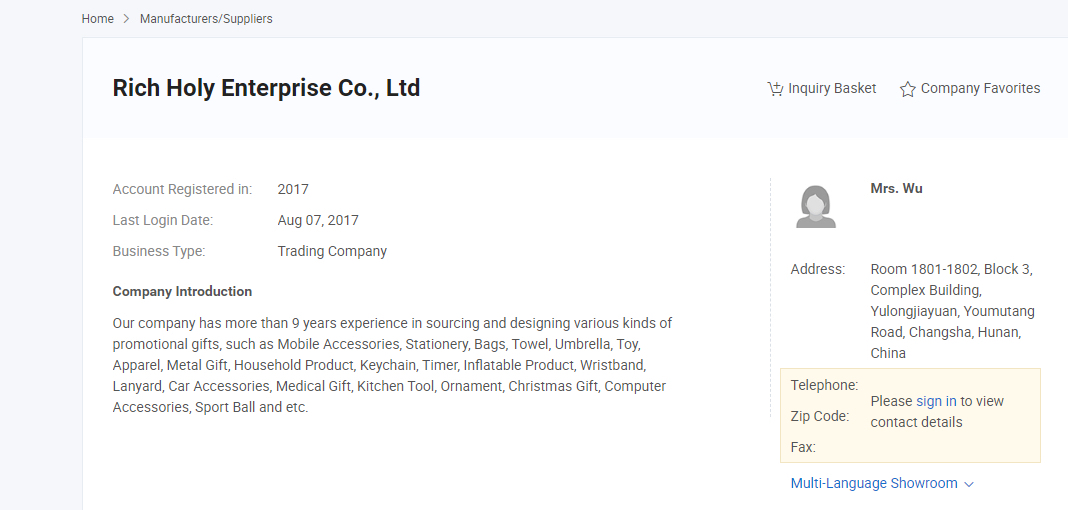 Home > Manufacturers/Suppliers
Rich Holy Enterprise Co., Ltd
Inquiry Basket
Company Favorites
Account Registered in: 2017
Last Login Date: Aug 07, 2017
Business Type: Trading Company
Company Introduction
Our company has more than 9 years experience in sourcing and designing various kinds of
promotional gifts, such as Mobile Accessories, Stationery, Bags, Towel, Umbrella, Toy,
Apparel, Metal Gift, Household Product, Keychain, Timer, Inflatable Product, Wristband,
Lanyard, Car Accessories, Medical Gift, Kitchen Tool, Ornament, Christmas Gift, Computer
Accessories, Sport Ball and etc.
Mrs. Wu
Address: Room 1801-1802, Block 3,
Complex Building,
Yulongjiayuan, Youmutang
Road, Changsha, Hunan,
China
Telephone:
Zip Code:
Fax:
Please sign in to view
contact details
Multi-Language Showroom